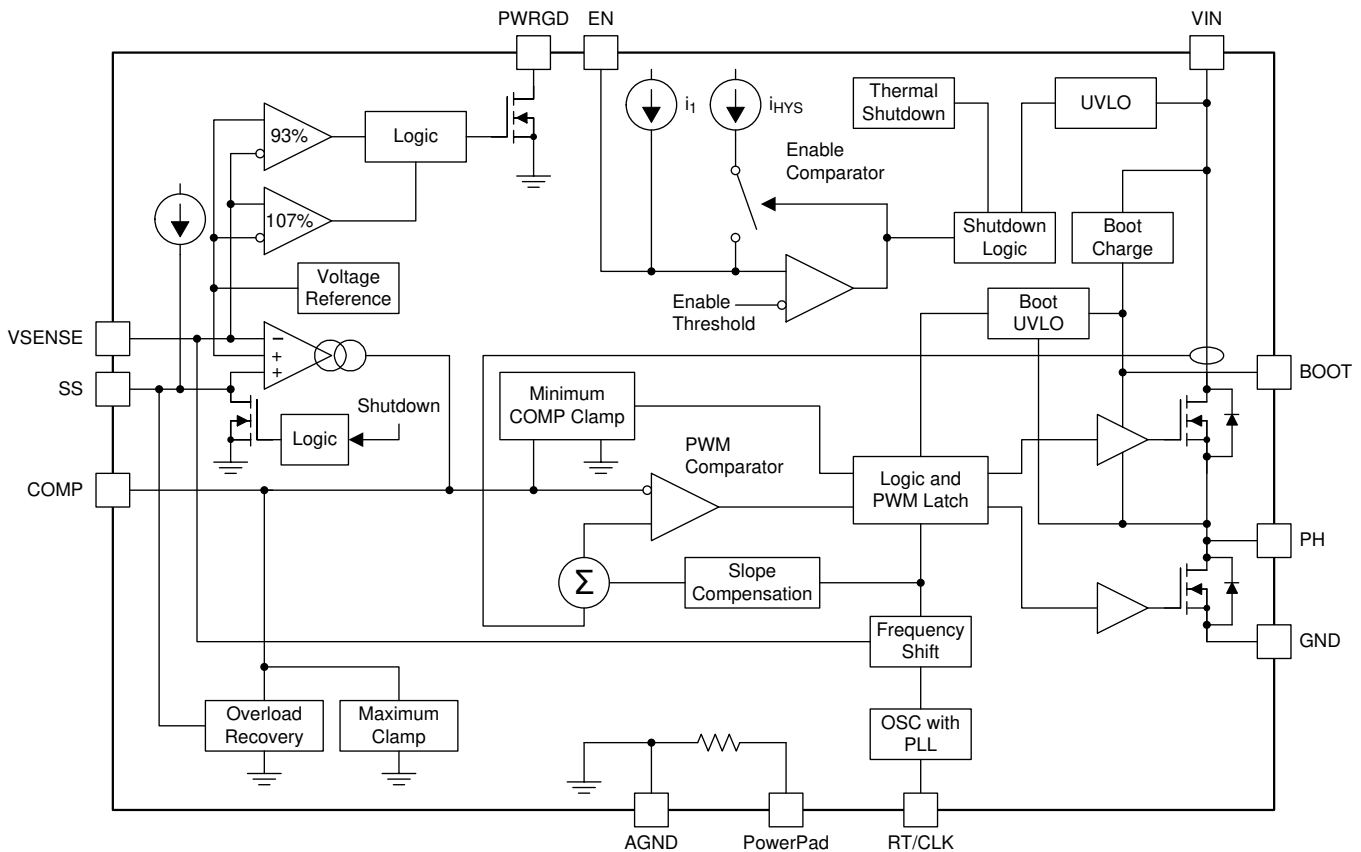 PWRGD
EN
VIN
93%
Logic
i1
iHYS
Thermal
Shutdown
UVLO
Enable
Comparator
107%
Shutdown
Logic
Boot
Charge
Voltage
Reference
Enable
Threshold
Boot
UVLO
VSENSE
−
+
+
SS
BOOT
Minimum
COMP Clamp
Shutdown
Logic
PWM
Comparator
COMP
Logic and
PWM Latch
PH
Σ
Slope
Compensation
Frequency
Shift
GND
Overload
Recovery
Maximum
Clamp
OSC with
PLL
AGND
PowerPad
RT/CLK